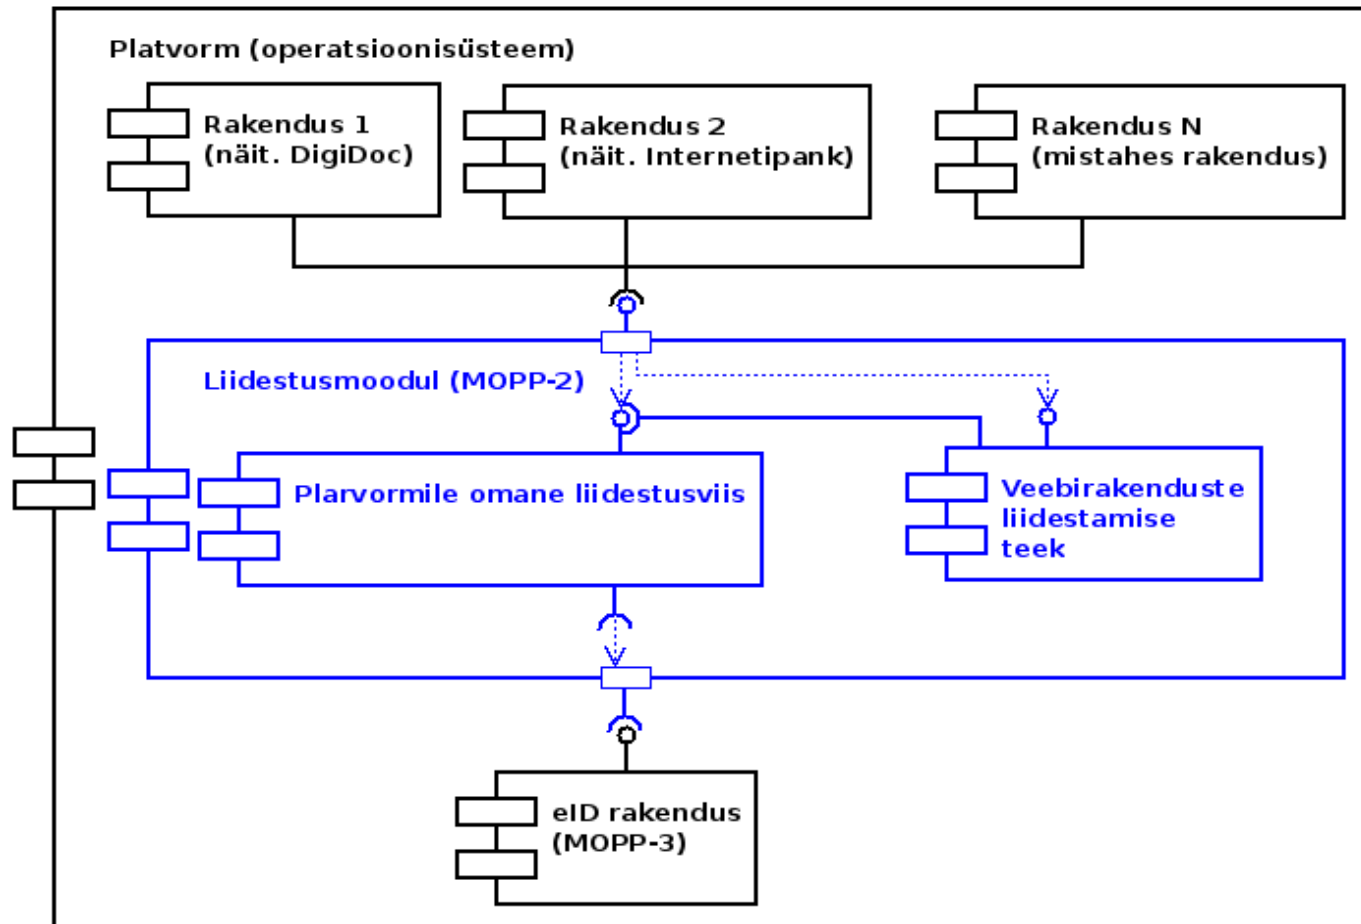 Platvorm (operatsioonisüsteem)
Rakendus 1
(näit. DigiDoc)
Rakendus 2
(näit. Internetipank)
Rakendus N
(mistahes rakendus)
Liidestusmoodul (MOPP-2)
Plarvormile omane liidestusviis
Veebirakenduste
liidestamise
teek
eID rakendus
(MOPP-3)